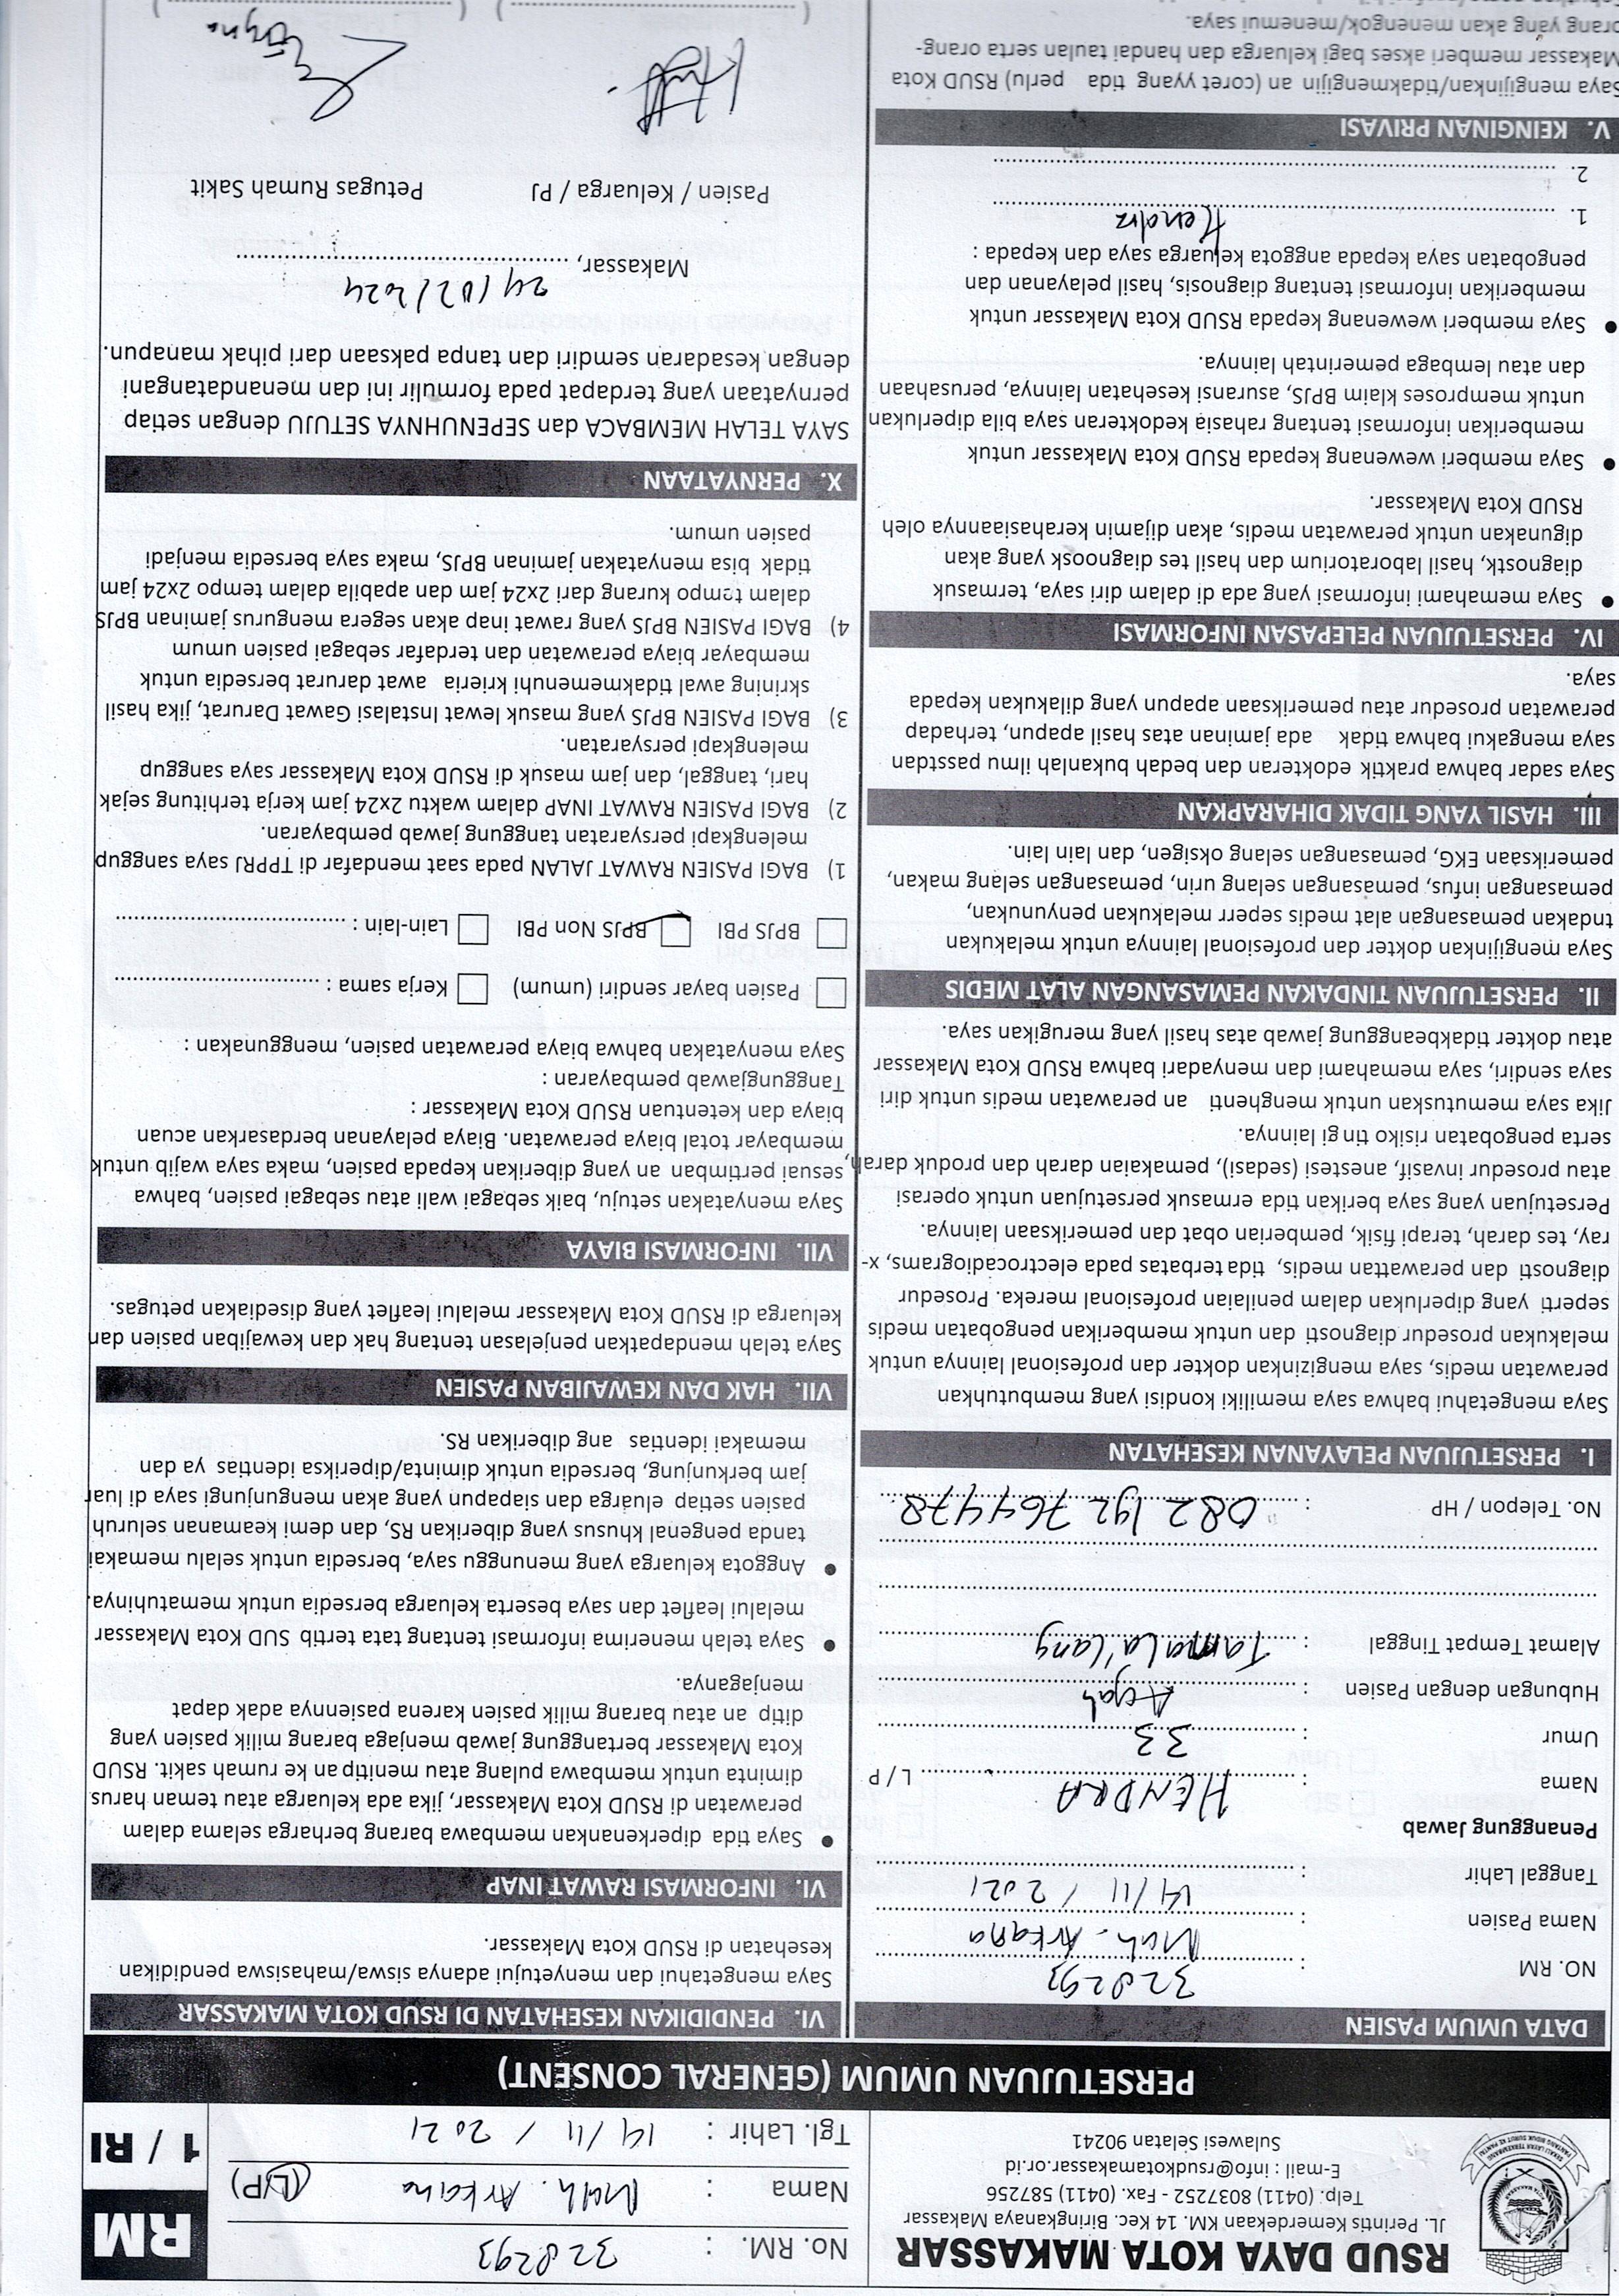 RSUD DAYA KOTA MAKASSAR
JL. Perintis Kemerdekaan KM. 14 Kec. Biringkanaya Makassar
Telp. (0411) 8037252 - Fax. (0411) 587256
E-mail : info@rsudkotamakassar.or.id
Sulawesi Selatan 90241
No. RM. : 328293
Nama : Muh. Arkana (L/P)
Tgl. Lahir : 14/11 / 2021
RM
1 / RI
PERSETUJUAN UMUM (GENERAL CONSENT)
DATA UMUM PASIEN
NO. RM : 328293
Nama Pasien : Muh. Arkana
Tanggal Lahir : 14/11 / 2021
Penanggung Jawab
Nama : HENDRA L / P
Umur : 33
Hubungan dengan Pasien : Ayah
Alamat Tempat Tinggal : Tamala'lang
No. Telepon / HP : 082 192 764478
I. PERSETUJUAN PELAYANAN KESEHATAN
Saya mengetahui bahwa saya memiliki kondisi yang membutuhkan
perawatan medis, saya mengizinkan dokter dan profesional lainnya untuk
melakukan prosedur diagnosti dan untuk memberikan pengobatan medis
seperti yang diperlukan dalam penilaian profesional mereka. Prosedur
diagnosti dan perawattan medis, tida terbatas pada electrocadiograms, x-
ray, tes darah, terapi fisik, pemberian obat dan pemeriksaan lainnya.
Persetujuan yang saya berikan tida ermasuk persetujuan untuk operasi
atau prosedur invasif, anestesi (sedasi), pemakaian darah dan produk darah,
serta pengobatan risiko tin gi lainnya.
Jika saya memutuskan untuk menghenti an perawatan medis untuk diri
saya sendiri, saya memahami dan menyadari bahwa RSUD Kota Makassar
atau dokter tidakbeanggung jawab atas hasil yang merugikan saya.
II. PERSETUJUAN TINDAKAN PEMASANGAN ALAT MEDIS
Saya mengijinkan dokter dan profesional lainnya untuk melakukan
tndakan pemasangan alat medis seperr melakukan penyunukan,
pemasangan infus, pemasangan selang urin, pemasangan selang makan,
pemeriksaan EKG, pemasangan selang oksigen, dan lain lain.
III. HASIL YANG TIDAK DIHARAPKAN
Saya sadar bahwa praktik edokteran dan bedah bukanlah ilmu passtdan
saya mengakui bahwa tidak ada jaminan atas hasil apapun, terhadap
perawatan prosedur atau pemeriksaan apapun yang dilakukan kepada
saya.
IV. PERSETUJUAN PELEPASAN INFORMASI
• Saya memahami informasi yang ada di dalam diri saya, termasuk
diagnostk, hasil laboratorium dan hasil tes diagnoosk yang akan
digunakan untuk perawatan medis, akan dijamin kerahasiaannya oleh
RSUD Kota Makassar.
• Saya memberi wewenang kepada RSUD Kota Makassar untuk
memberikan informasi tentang rahasia kedokteran saya bila diperlukan
untuk memproses klaim BPJS, asuransi kesehatan lainnya, perusahaan
dan atau lembaga pemerintah lainnya.
• Saya memberi wewenang kepada RSUD Kota Makassar untuk
memberikan informasi tentang diagnosis, hasil pelayanan dan
pengobatan saya kepada anggota keluarga saya dan kepada :
1. Hendra
2.
V. KEINGINAN PRIVASI
Saya mengijinkan/tidakmengijin an (coret yyang tida perlu) RSUD Kota
Makassar memberi akses bagi keluarga dan handai taulan serta orang-
orang yang akan menengok/menemui saya.
VI. PENDIDIKAN KESEHATAN DI RSUD KOTA MAKASSAR
Saya mengetahui dan menyetujui adanya siswa/mahasiswa pendidikan
kesehatan di RSUD Kota Makassar.
VI. INFORMASI RAWAT INAP
• Saya tida diperkenankan membawa barang berharga selama dalam
perawatan di RSUD Kota Makassar, jika ada keluarga atau teman harus
diminta untuk membawa pulang atau menitip an ke rumah sakit. RSUD
Kota Makassar bertanggung jawab menjaga barang milik pasien yang
ditip an atau barang milik pasien karena pasiennya adak dapat
menjaganya.
• Saya telah menerima informasi tentang tata tertib SUD Kota Makassar
melalui leaflet dan saya beserta keluarga bersedia untuk mematuhinya.
• Anggota keluarga yang menunggu saya, bersedia untuk selalu memakai
tanda pengenal khusus yang diberikan RS, dan demi keamanan seluruh
pasien setiap eluarga dan siapapun yang akan mengunjungi saya di luar
jam berkunjung, bersedia untuk diminta/diperiksa identias ya dan
memakai identias ang diberikan RS.
VII. HAK DAN KEWAJIBAN PASIEN
Saya telah mendapatkan penjelasan tentang hak dan kewajiban pasien dan
keluarga di RSUD Kota Makassar melalui leaflet yang disediakan petugas.
VII. INFORMASI BIAYA
Saya menyatakan setuju, baik sebagai wali atau sebagai pasien, bahwa
sesuai pertimban an yang diberikan kepada pasien, maka saya wajib untuk
membayar total biaya perawatan. Biaya pelayanan berdasarkan acuan
biaya dan ketentuan RSUD Kota Makassar :
Tanggungjawab pembayaran :
Saya menyatakan bahwa biaya perawatan pasien, menggunakan :
Pasien bayar sendiri (umum) Kerja sama :
BPJS PBI BPJS Non PBI Lain-lain :
1) BAGI PASIEN RAWAT JALAN pada saat mendafar di TPPRJ saya sanggup
melengkapi persyaratan tanggung jawab pembayaran.
2) BAGI PASIEN RAWAT INAP dalam waktu 2x24 jam kerja terhitung sejak
hari, tanggal, dan jam masuk di RSUD Kota Makassar saya sanggup
melengkapi persyaratan.
3) BAGI PASIEN BPJS yang masuk lewat Instalasi Gawat Darurat, jika hasil
skrining awal tidakmemenuhi krieria awat darurat bersedia untuk
membayar biaya perawatan dan terdafar sebagai pasien umum
4) BAGI PASIEN BPJS yang rawat inap akan segera mengurus jaminan BPJS
dalam tempo kurang dari 2x24 jam dan apabila dalam tempo 2x24 jam
tidak bisa menyatakan jaminan BPJS, maka saya bersedia menjadi
pasien umum.
X. PERNYATAAN
SAYA TELAH MEMBACA dan SEPENUHNYA SETUJU dengan setiap
pernyataan yang terdapat pada formulir ini dan menandatangani
dengan kesadaran semdiri dan tanpa paksaan dari pihak manapun.
Makassar, 24/02/2024
Pasien / Keluarga / PJ Petugas Rumah Sakit